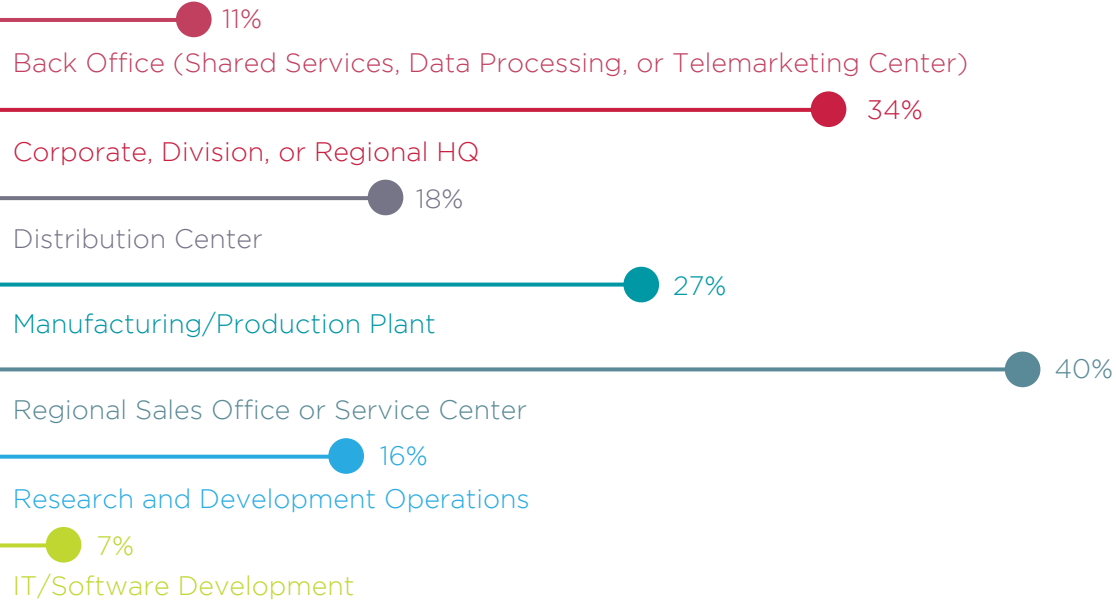 11%
Back Office (Shared Services, Data Processing, or Telemarketing Center)
34%
Corporate, Division, or Regional HQ
18%
Distribution Center
27%
Manufacturing/Production Plant
40%
Regional Sales Office or Service Center
16%
Research and Development Operations
7%
IT/Software Development